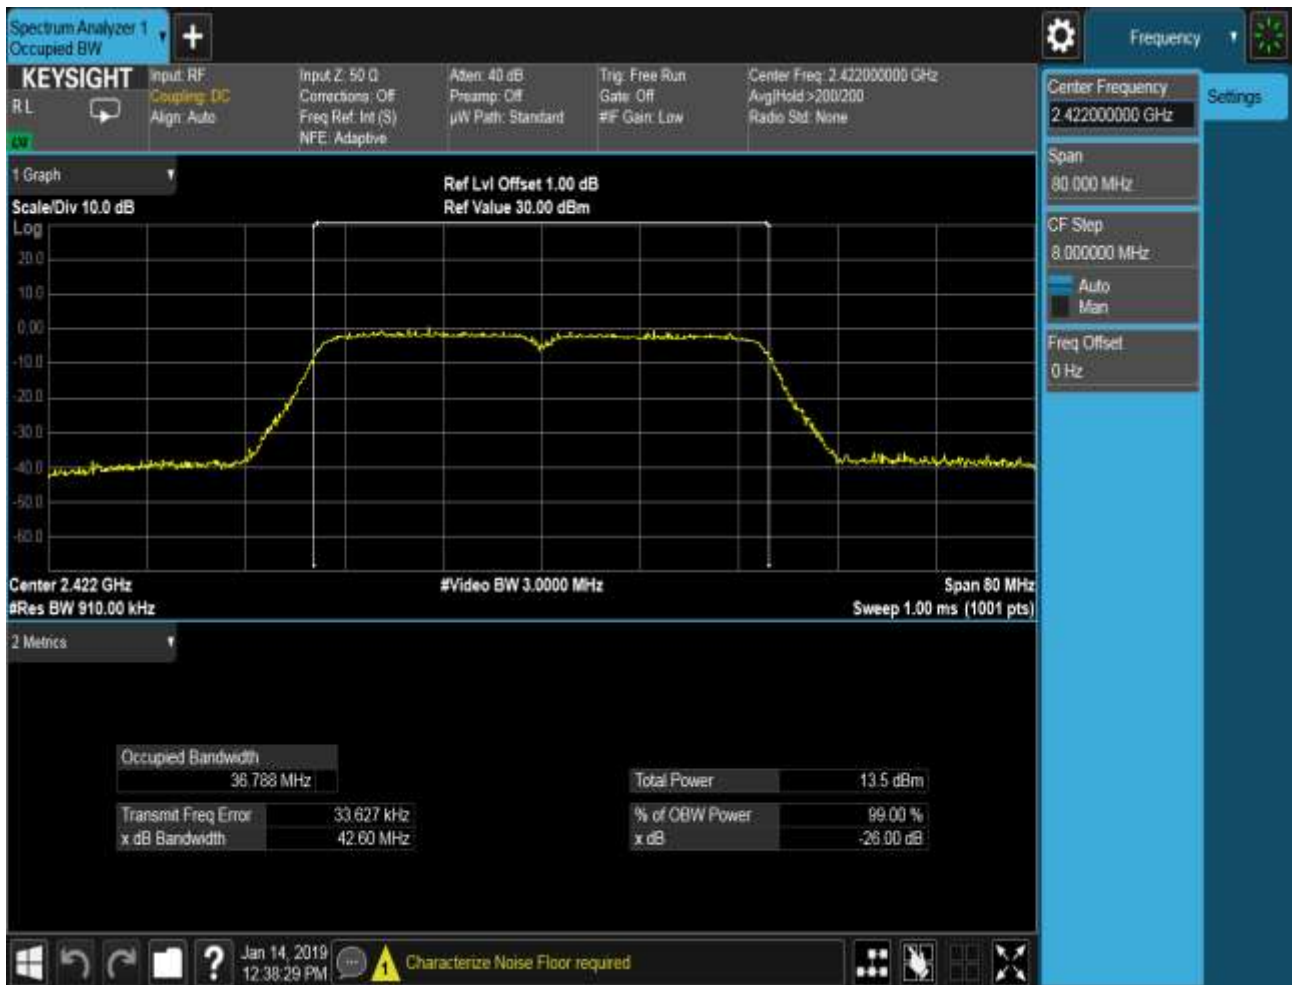 Spectrum Analyzer 1
Occupied BW
Frequency
KEYSIGHT
R L
Input: RF
Coupling: DC
Align: Auto
Input Z: 50 Ω
Corrections: Off
Freq Ref: Int (S)
NFE: Adaptive
Atten: 40 dB
Preamp: Off
µW Path: Standard
Trig: Free Run
Gate: Off
#IF Gain: Low
Center Freq: 2.422000000 GHz
Avg|Hold >200/200
Radio Std: None
Center Frequency
2.422000000 GHz
Settings
Span
80.000 MHz
CF Step
8.000000 MHz
Auto
Man
Freq Offset
0 Hz
1 Graph
Scale/Div 10.0 dB
Ref Lvl Offset 1.00 dB
Ref Value 30.00 dBm
Log
20.0
10.0
0.00
-10.0
-20.0
-30.0
-40.0
-50.0
-60.0
Center 2.422 GHz
#Video BW 3.0000 MHz
Span 80 MHz
#Res BW 910.00 kHz
Sweep 1.00 ms (1001 pts)
2 Metrics
Occupied Bandwidth
36.788 MHz
Total Power 13.5 dBm
Transmit Freq Error 33.627 kHz
% of OBW Power 99.00 %
x dB Bandwidth 42.60 MHz
x dB -26.00 dB
?
Jan 14, 2019
12:38:29 PM
1
Characterize Noise Floor required